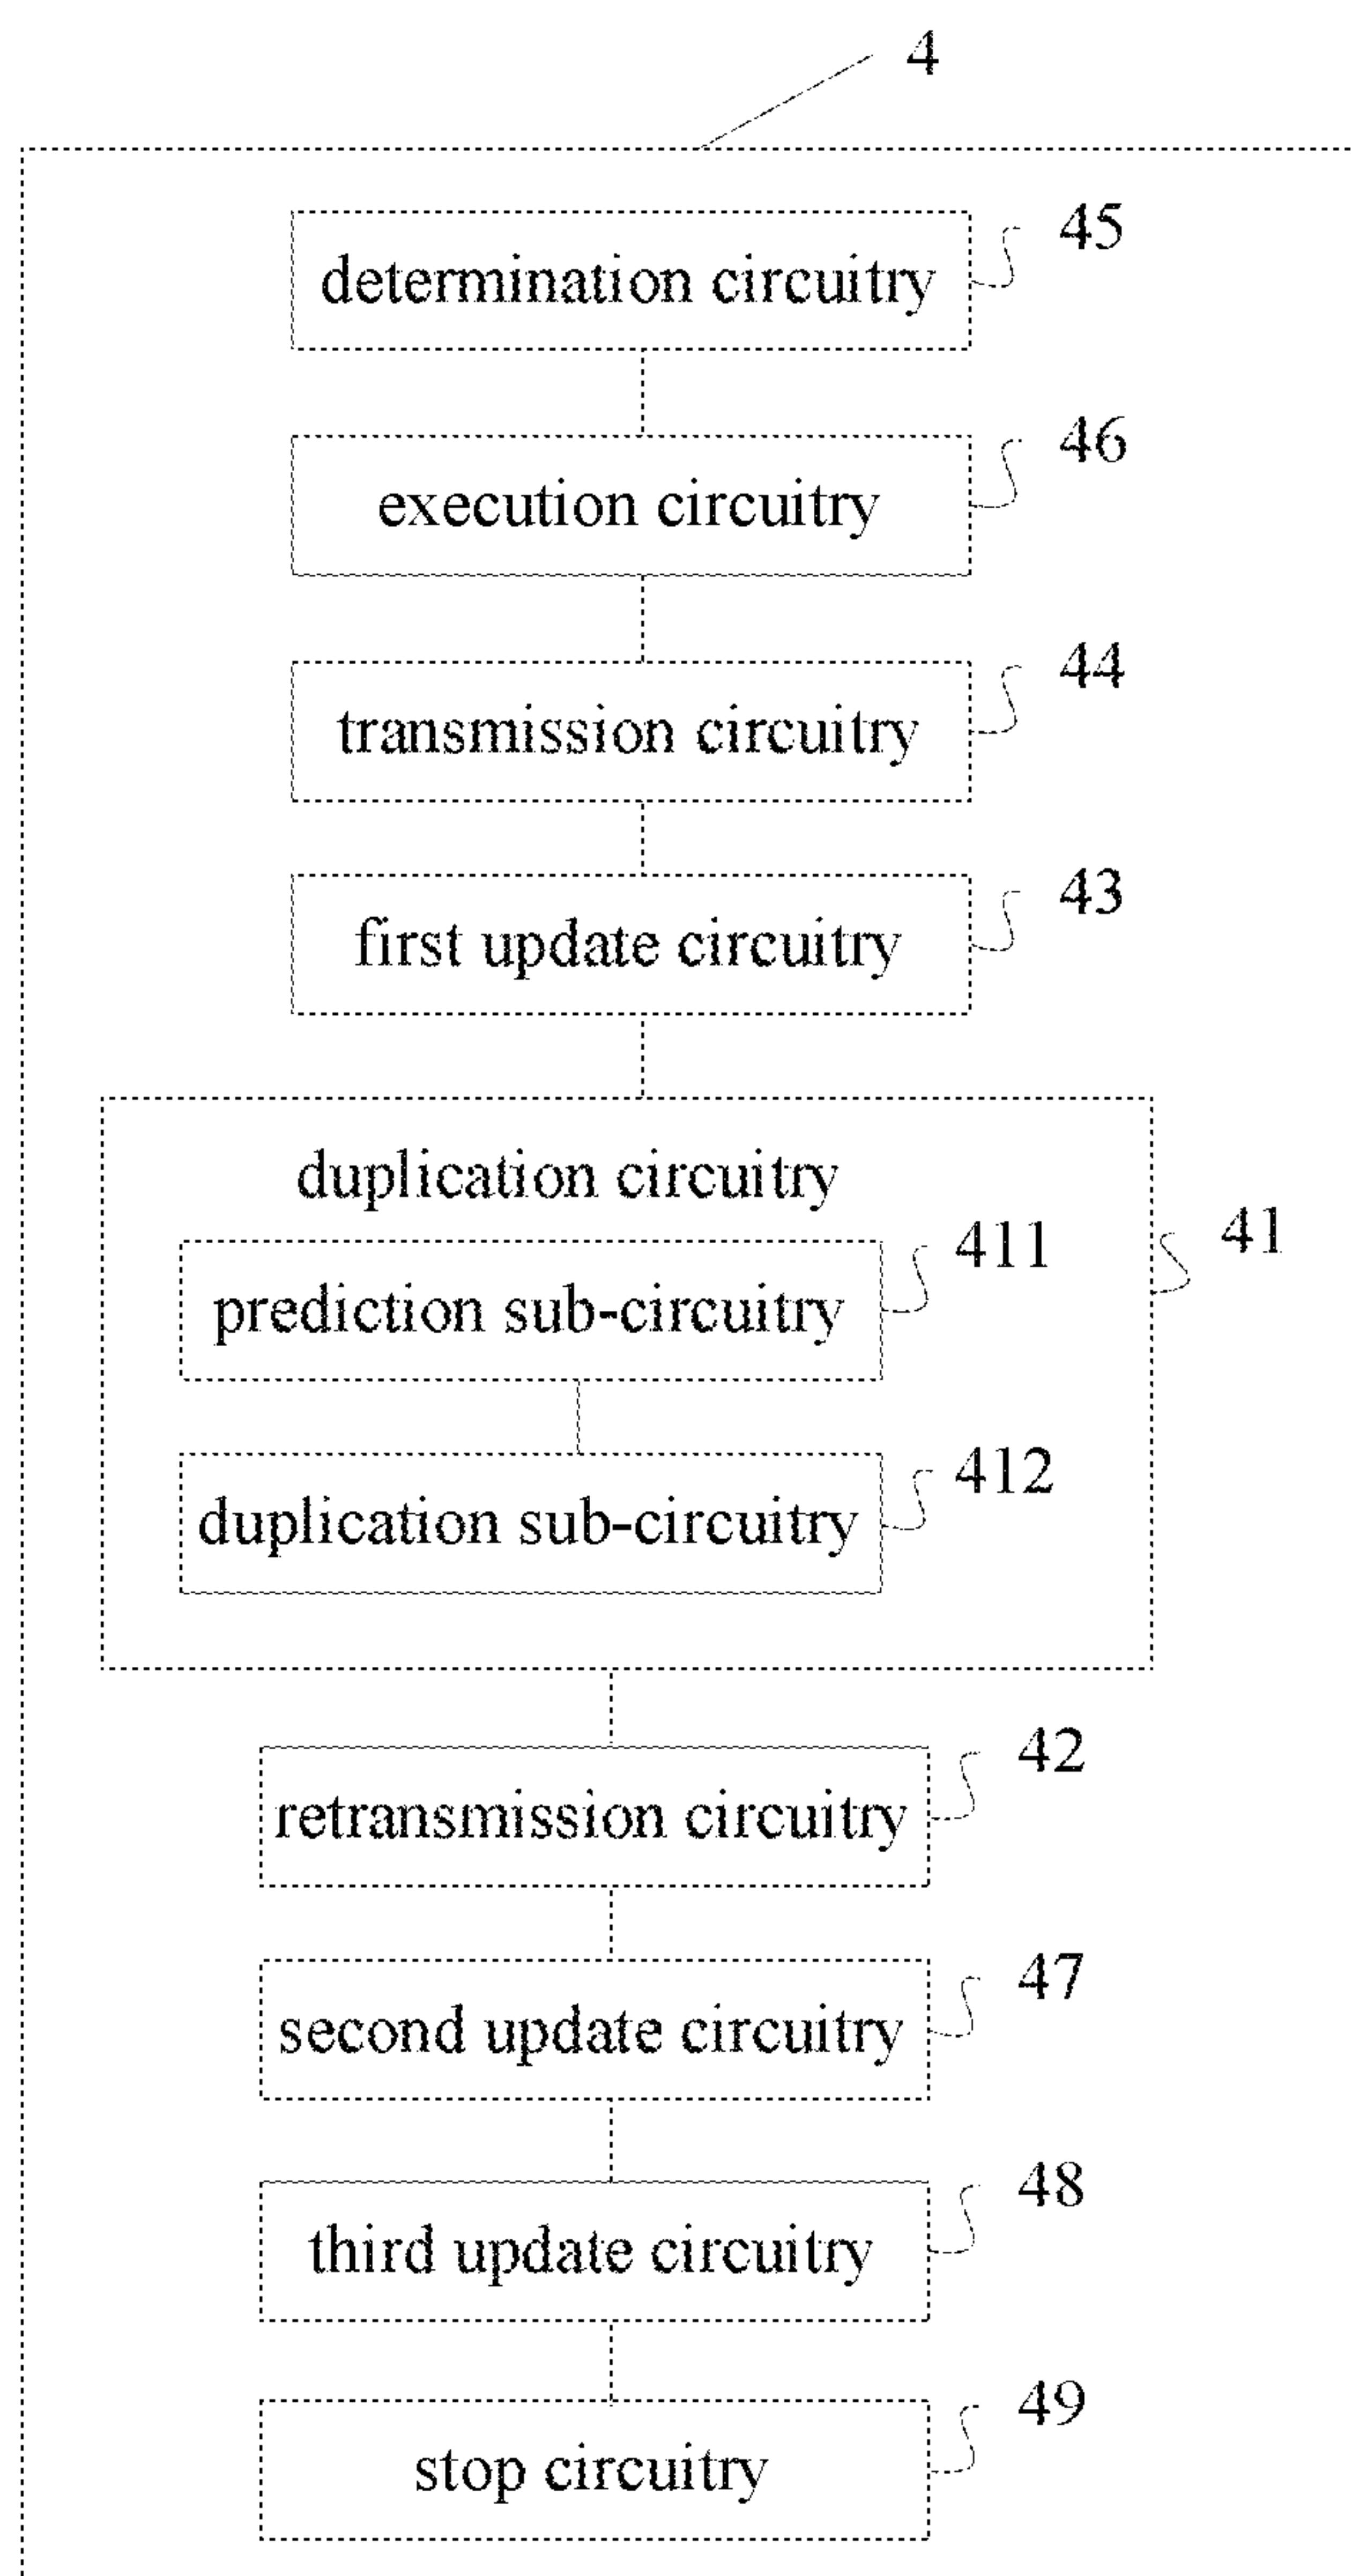 4
determination circuitry
45
execution circuitry
46
transmission circuitry
44
first update circuitry
43
duplication circuitry
41
prediction sub-circuitry
411
duplication sub-circuitry
412
retransmission circuitry
42
second update circuitry
47
third update circuitry
48
stop circuitry
49